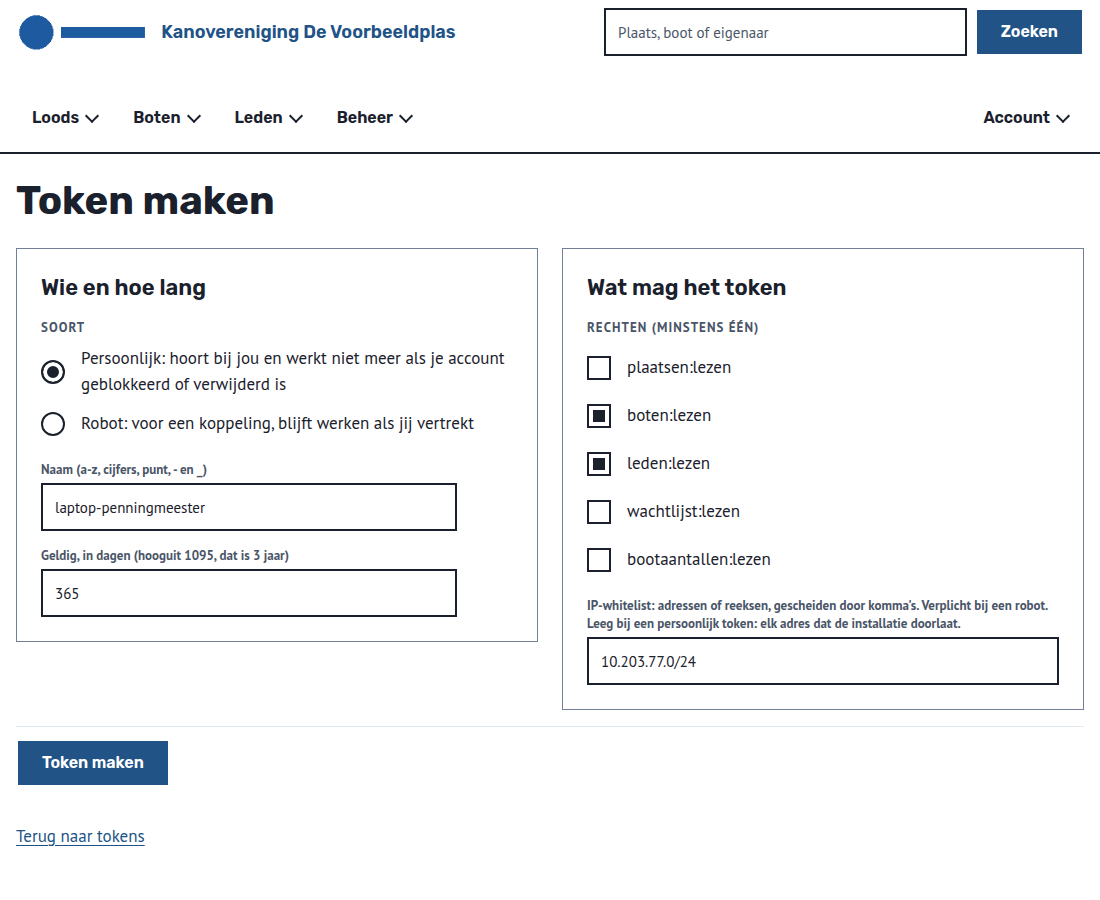 Kanovereniging De Voorbeeldplas
Plaats, boot of eigenaar
Zoeken
Loods
Boten
Leden
Beheer
Account
Token maken
Wie en hoe lang
SOORT
Persoonlijk: hoort bij jou en werkt niet meer als je account
geblokkeerd of verwijderd is
Robot: voor een koppeling, blijft werken als jij vertrekt
Naam (a-z, cijfers, punt, - en _)
laptop-penningmeester
Geldig, in dagen (hooguit 1095, dat is 3 jaar)
365
Wat mag het token
RECHTEN (MINSTENS ÉÉN)
plaatsen:lezen
boten:lezen
leden:lezen
wachtlijst:lezen
bootaantallen:lezen
IP-whitelist: adressen of reeksen, gescheiden door komma's. Verplicht bij een robot.
Leeg bij een persoonlijk token: elk adres dat de installatie doorlaat.
10.203.77.0/24
Token maken
Terug naar tokens